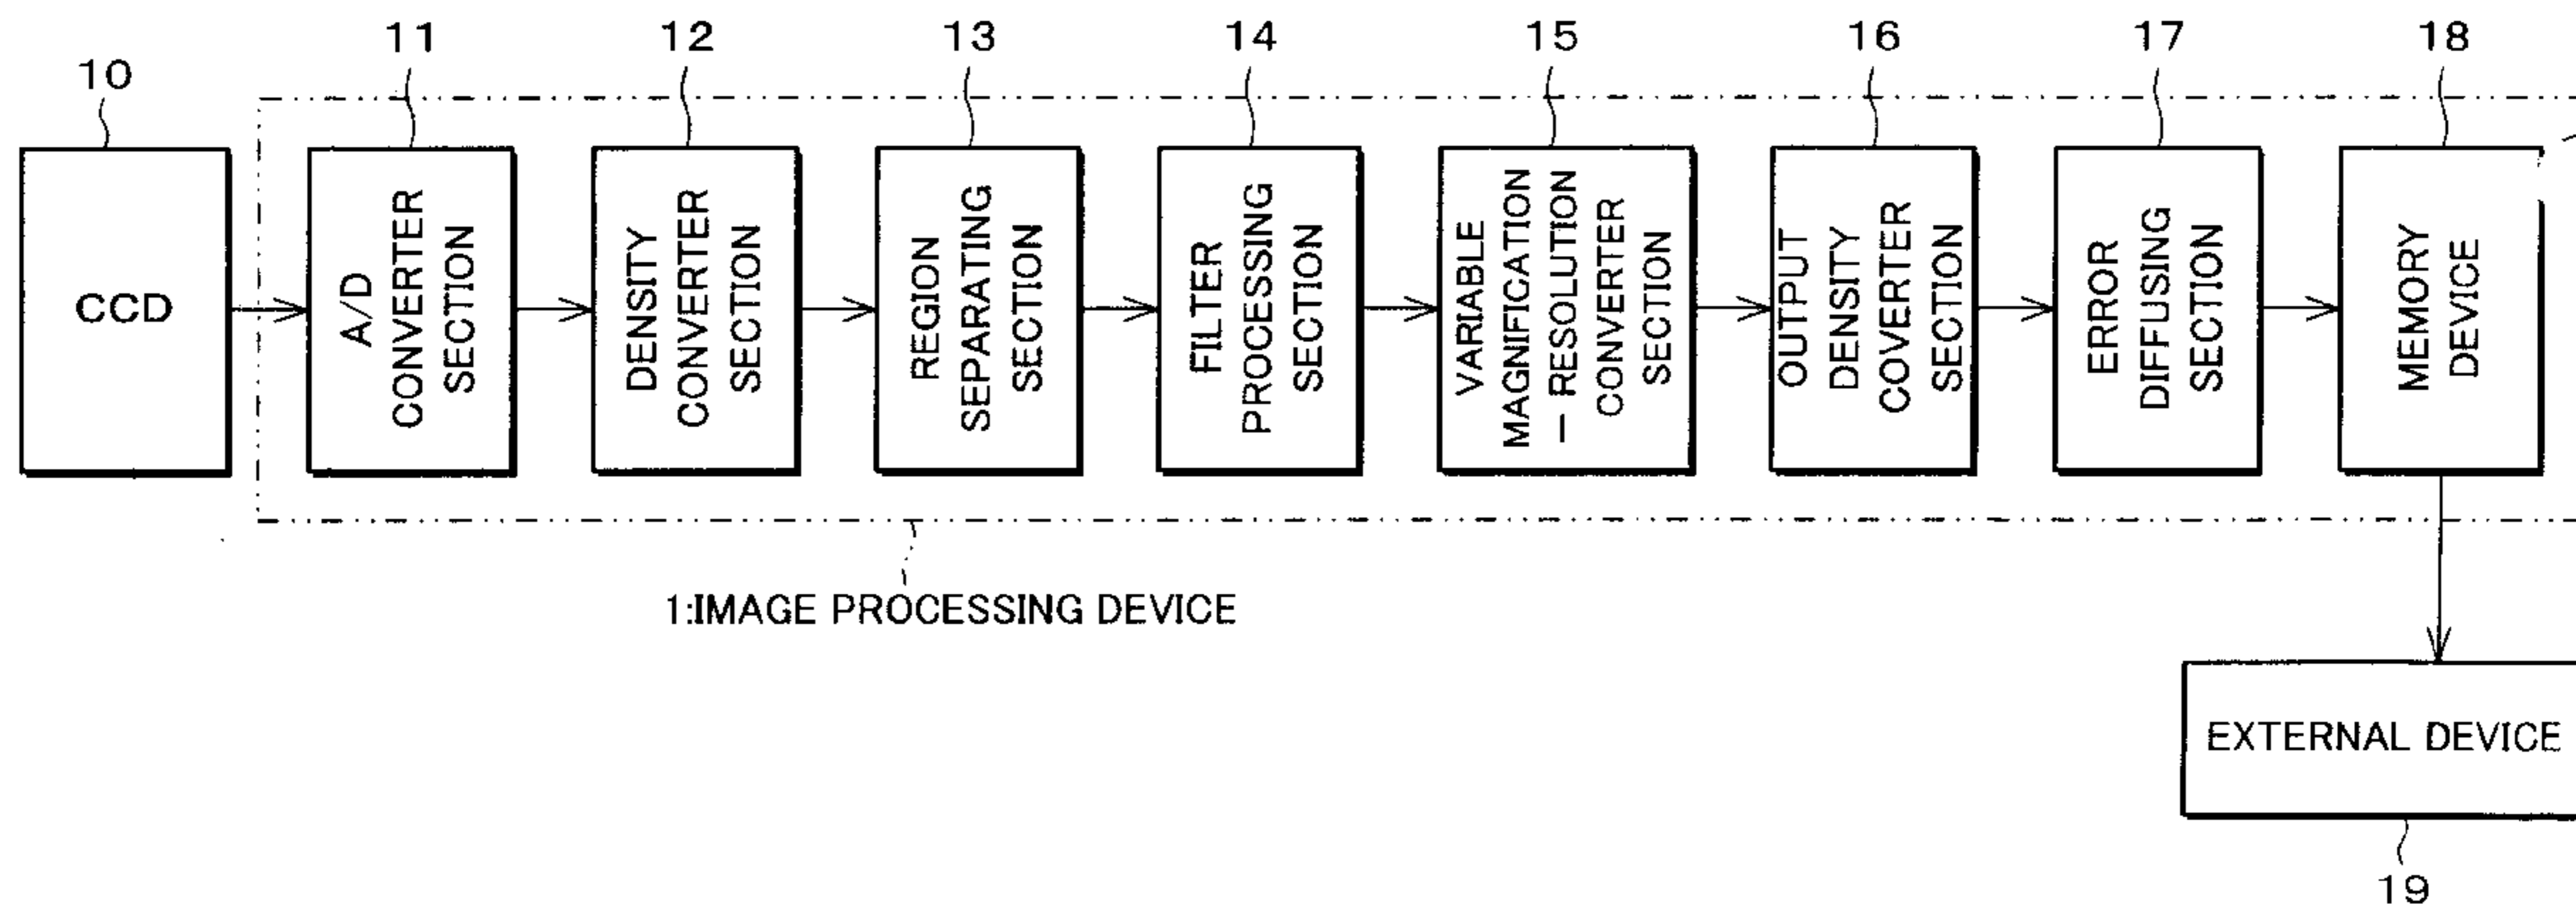 10
11
12
13
14
15
16
17
18
CCD
A/D
CONVERTER
SECTION
DENSITY
CONVERTER
SECTION
REGION
SEPARATING
SECTION
FILTER
PROCESSING
SECTION
VARIABLE
MAGNIFICATION
— RESOLUTION
CONVERTER
SECTION
OUTPUT
DENSITY
COVERTER
SECTION
ERROR
DIFFUSING
SECTION
MEMORY
DEVICE
1:IMAGE PROCESSING DEVICE
EXTERNAL DEVICE
19